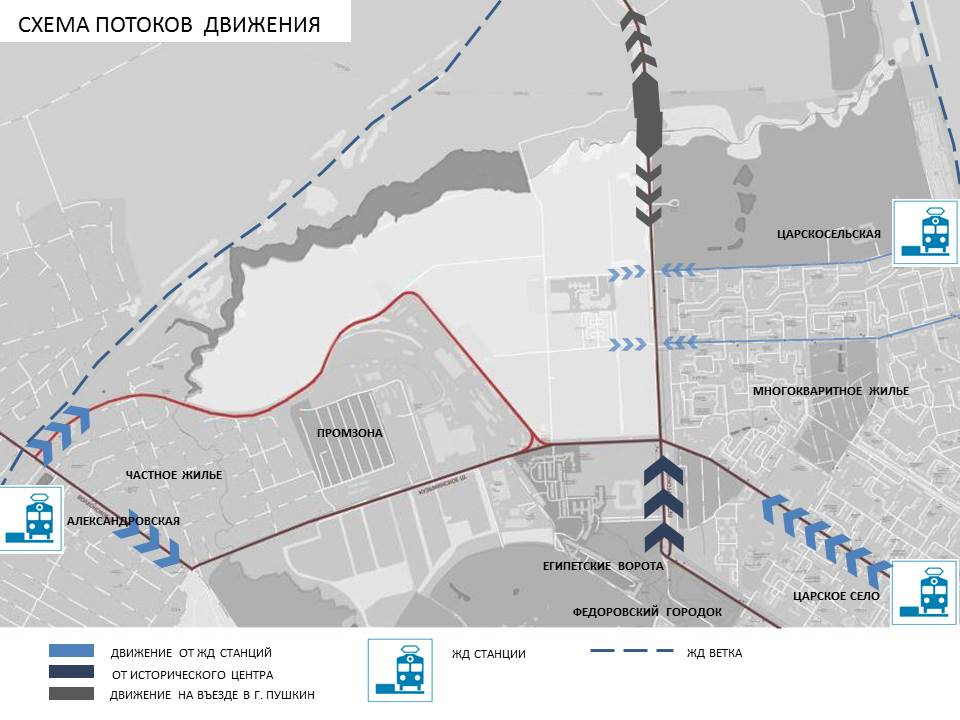 СХЕМА ПОТОКОВ ДВИЖЕНИЯ
ЦАРСКОСЕЛЬСКАЯ
МНОГОКВАРИТНОЕ ЖИЛЬЕ
ПРОМЗОНА
ЧАСТНОЕ ЖИЛЬЕ
КУЗЬМИНСКОЕ Ш.
АЛЕКСАНДРОВСКАЯ
ЕГИПЕТСКИЕ ВОРОТА
ЦАРСКОЕ СЕЛО
ФЕДОРОВСКИЙ ГОРОДОК
ДВИЖЕНИЕ ОТ ЖД СТАНЦИЙ
ЖД СТАНЦИИ
ЖД ВЕТКА
ОТ ИСТОРИЧЕСКОГО ЦЕНТРА
ДВИЖЕНИЕ НА ВЪЕЗДЕ В Г. ПУШКИН